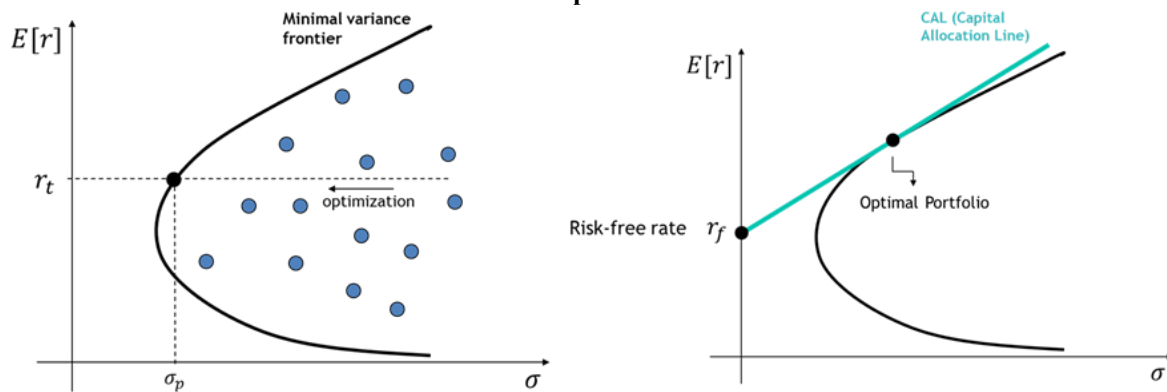 Minimal variance
frontier
E[r]
r_t
optimization
σ_p
σ
CAL (Capital
Allocation Line)
E[r]
Optimal Portfolio
Risk-free rate r_f
σ